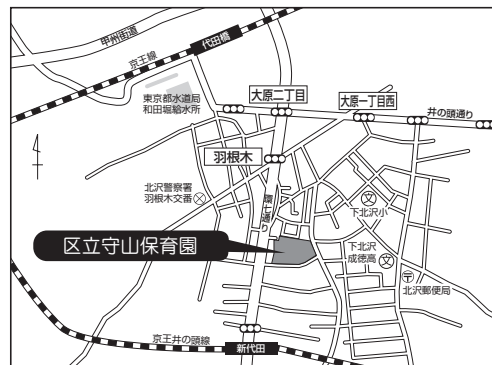 甲州街道
京王線
代田橋
東京都水道局
和田堀給水所
大原二丁目
大原一丁目西
井の頭通り
羽根木
北沢警察署
羽根木交番
環七通り
下北沢小
区立守山保育園
下北沢
成徳高
北沢郵便局
京王井の頭線
新代田